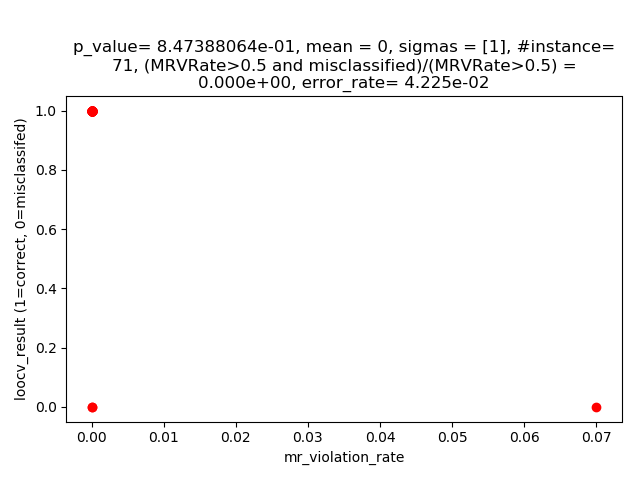 p_value= 8.47388064e-01, mean = 0, sigmas = [1], #instance=
71, (MRVRate>0.5 and misclassified)/(MRVRate>0.5) =
0.000e+00, error_rate= 4.225e-02
loocv_result (1=correct, 0=misclassifed)
1.0
0.8
0.6
0.4
0.2
0.0
0.00 0.01 0.02 0.03 0.04 0.05 0.06 0.07
mr_violation_rate